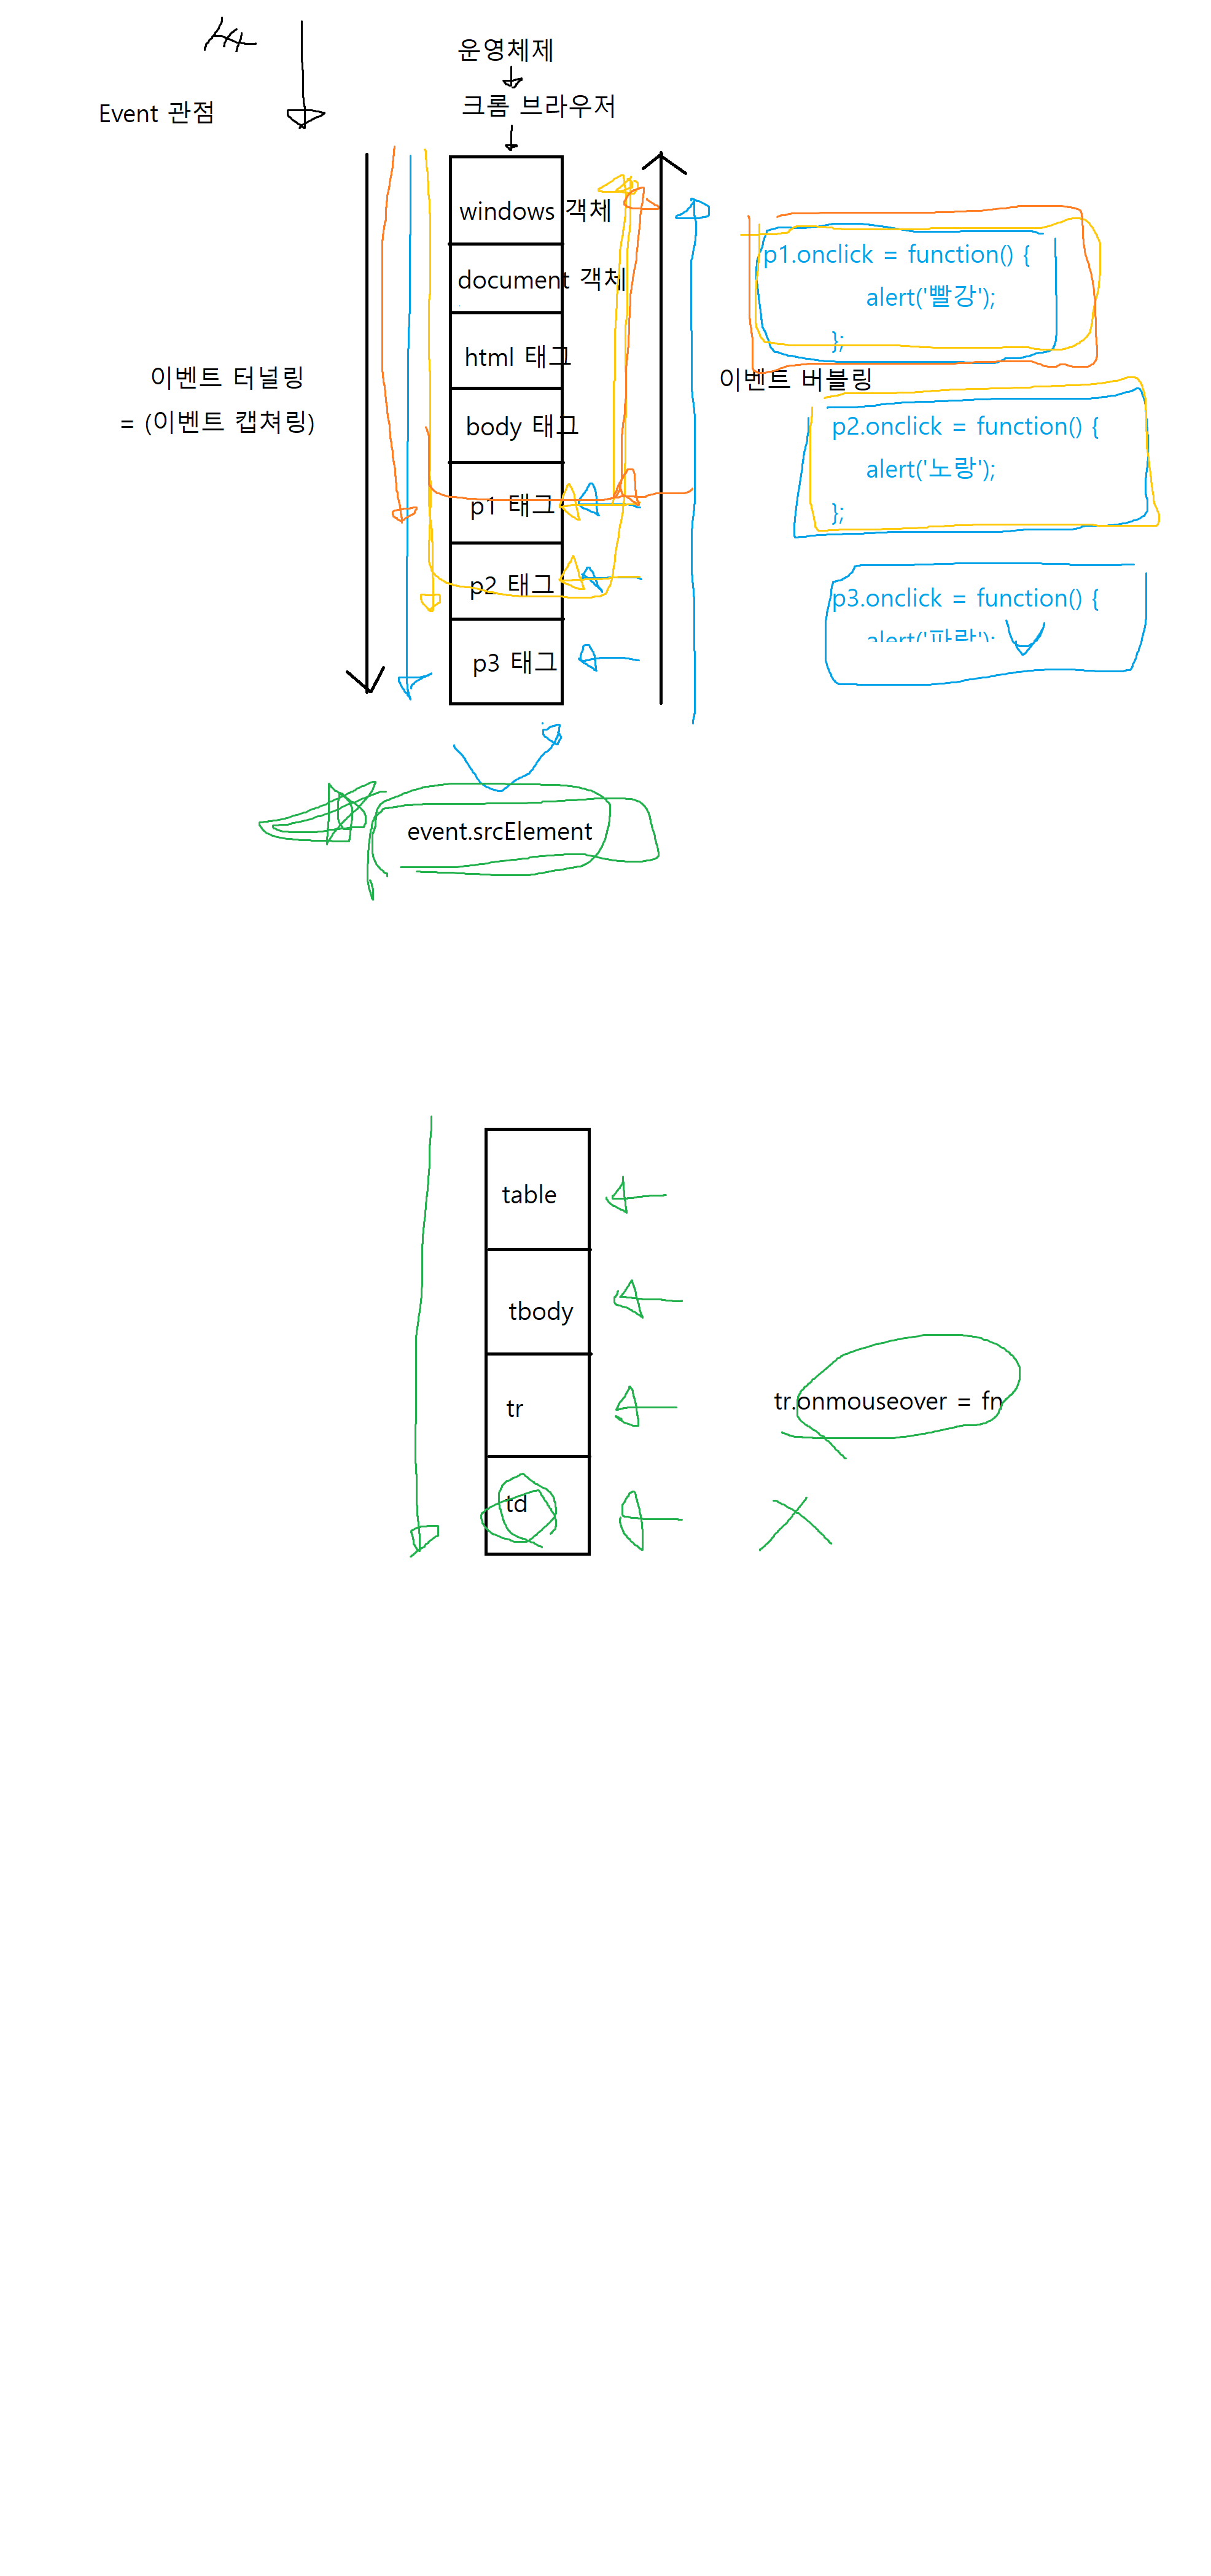 운영체제
Event 관점
크롬 브라우저
windows 객체
document 객체
html 태그
body 태그
p1 태그
p2 태그
p3 태그
이벤트 터널링
= (이벤트 캡쳐링)
p1.onclick = function() {
alert('빨강');
};
이벤트 버블링
p2.onclick = function() {
alert('노랑');
};
p3.onclick = function() {
alert('파랑');
event.srcElement
table
tbody
tr
tr.onmouseover = fn
td